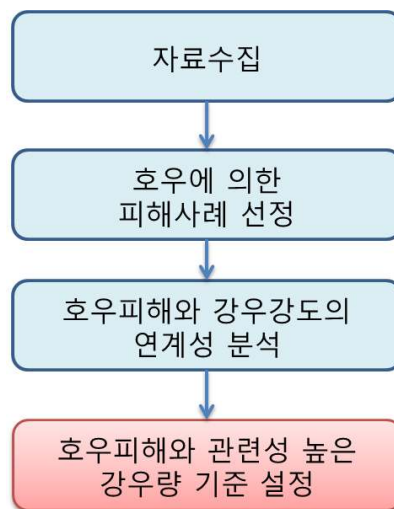 자료수집
호우에 의한
피해사례 선정
호우피해와 강우강도의
연계성 분석
호우피해와 관련성 높은
강우량 기준 설정